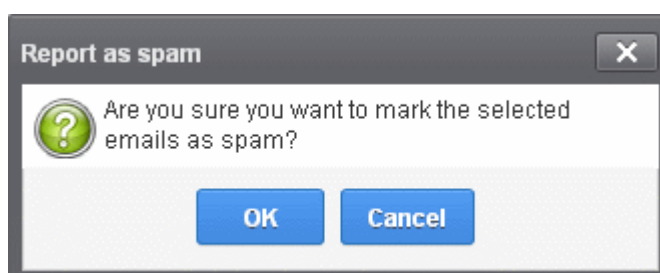 Report as spam
Are you sure you want to mark the selected
emails as spam?
OK
Cancel